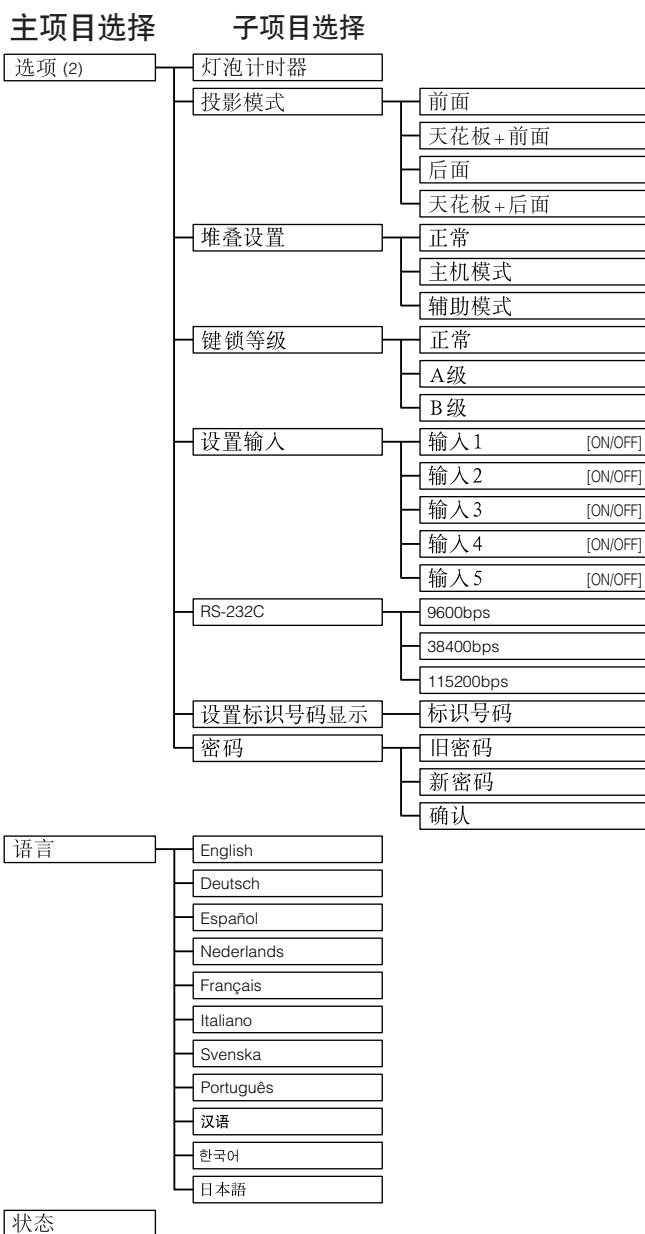 主项目选择 子项目选择
选项 (2) 灯泡计时器
投影模式 前面
天花板+前面
后面
天花板+后面
堆叠设置 正常
主机模式
辅助模式
键锁等级 正常
A级
B级
设置输入 输入1 [ON/OFF]
输入2 [ON/OFF]
输入3 [ON/OFF]
输入4 [ON/OFF]
输入5 [ON/OFF]
RS-232C 9600bps
38400bps
115200bps
设置标识号码显示 标识号码
密码 旧密码
新密码
确认
语言 English
Deutsch
Español
Nederlands
Français
Italiano
Svenska
Português
汉语
한국어
日本語
状态